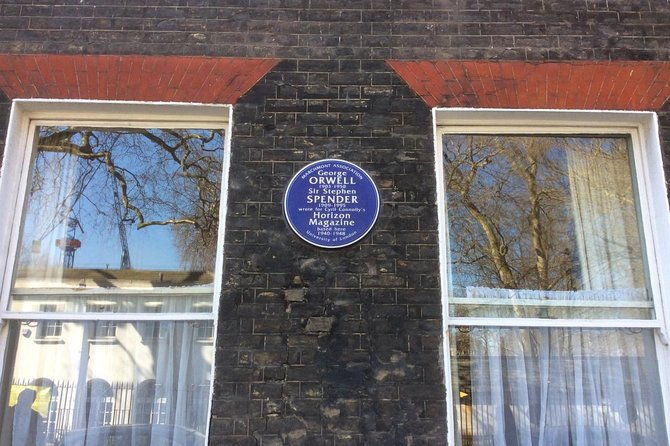 MARCHMONT ASSOCIATION
George
ORWELL
1903-1950
Sir Stephen
SPENDER
1909-1995
wrote for Cyril Connolly's
Horizon
Magazine
based here
1940-1948
University of London